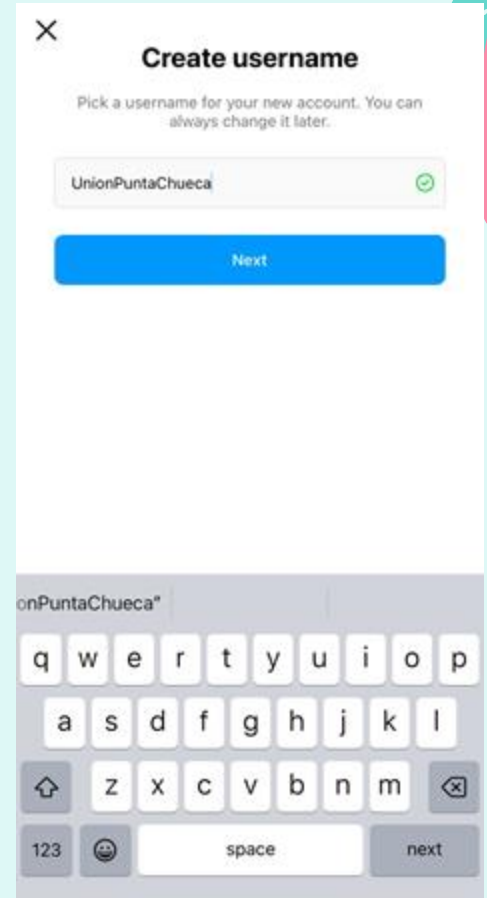 Create username
Pick a username for your new account. You can
always change it later.
UnionPuntaChueca
Next
onPuntaChueca"
q w e r t y u i o p
a s d f g h j k l
z x c v b n m
123 space next